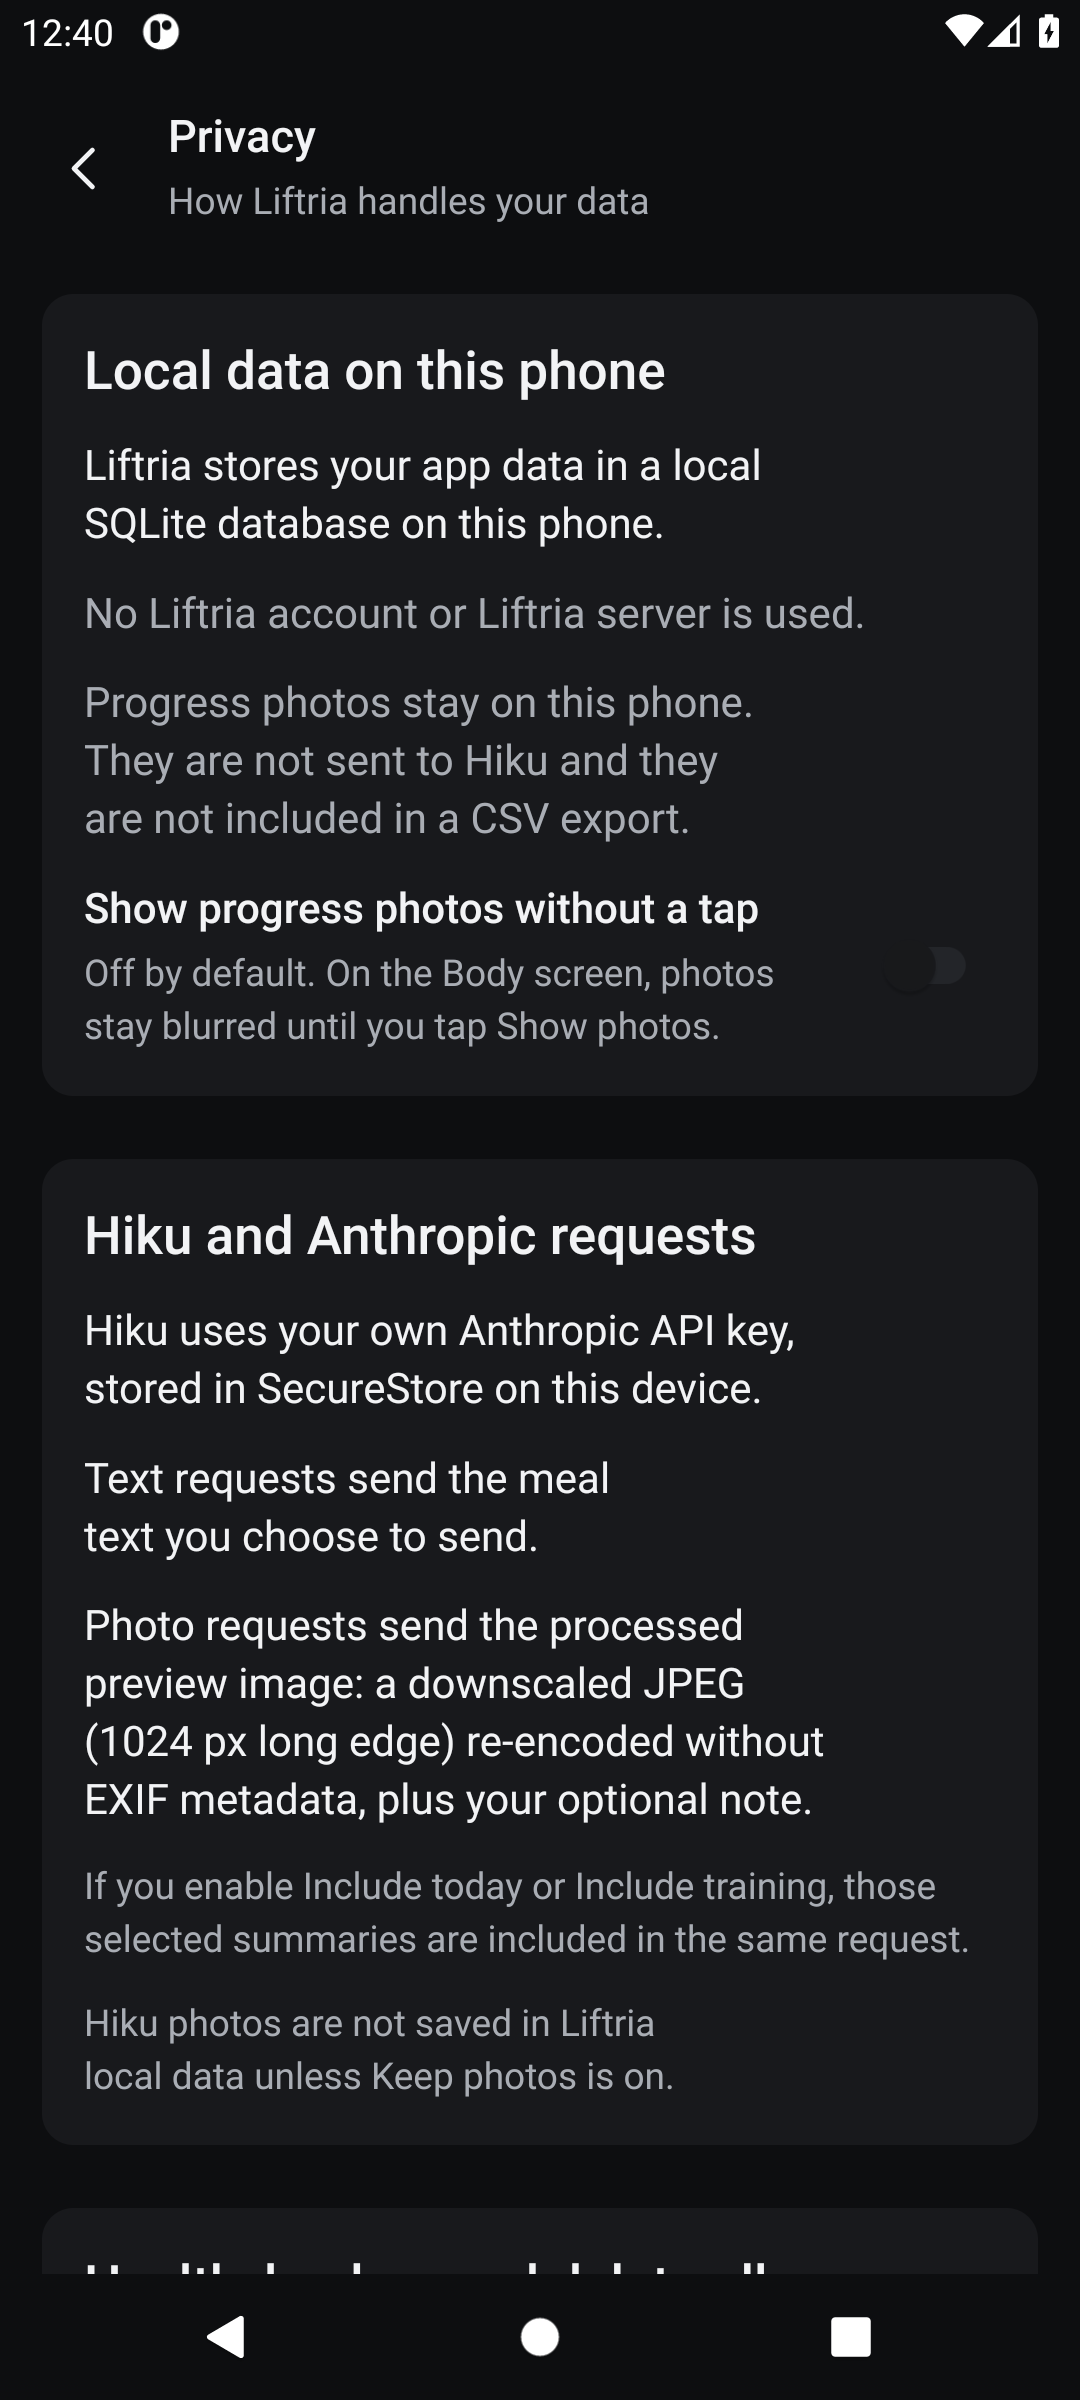 12:40
Privacy
How Liftria handles your data
Local data on this phone
Liftria stores your app data in a local
SQLite database on this phone.
No Liftria account or Liftria server is used.
Progress photos stay on this phone.
They are not sent to Hiku and they
are not included in a CSV export.
Show progress photos without a tap
Off by default. On the Body screen, photos
stay blurred until you tap Show photos.
Hiku and Anthropic requests
Hiku uses your own Anthropic API key,
stored in SecureStore on this device.
Text requests send the meal
text you choose to send.
Photo requests send the processed
preview image: a downscaled JPEG
(1024 px long edge) re-encoded without
EXIF metadata, plus your optional note.
If you enable Include today or Include training, those
selected summaries are included in the same request.
Hiku photos are not saved in Liftria
local data unless Keep photos is on.